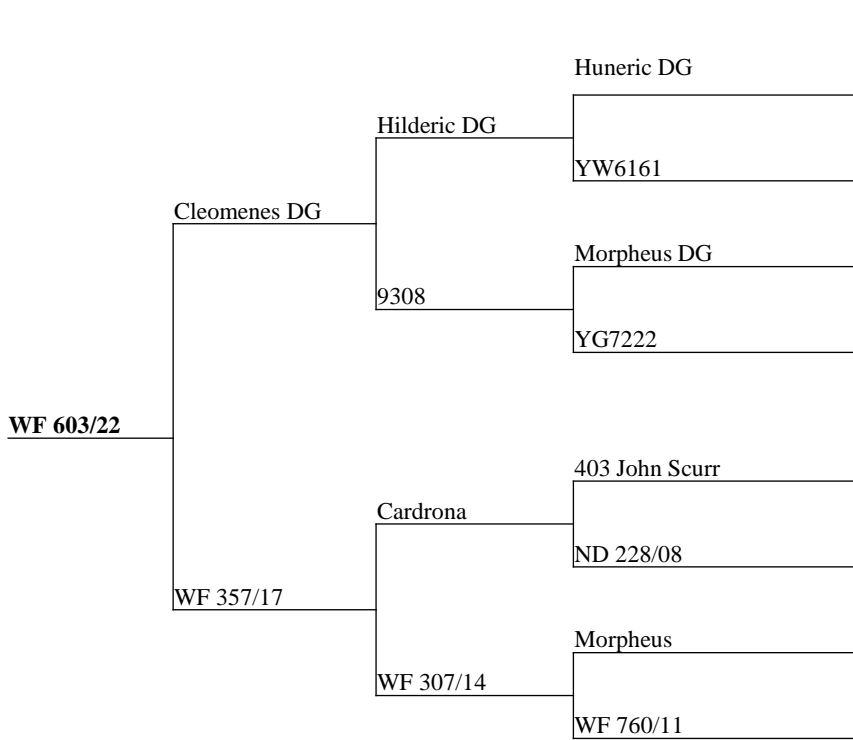 Huneric DG
Hilderic DG
YW6161
Cleomenes DG
Morpheus DG
9308
YG7222
WF 603/22
403 John Scurr
Cardrona
ND 228/08
WF 357/17
Morpheus
WF 307/14
WF 760/11